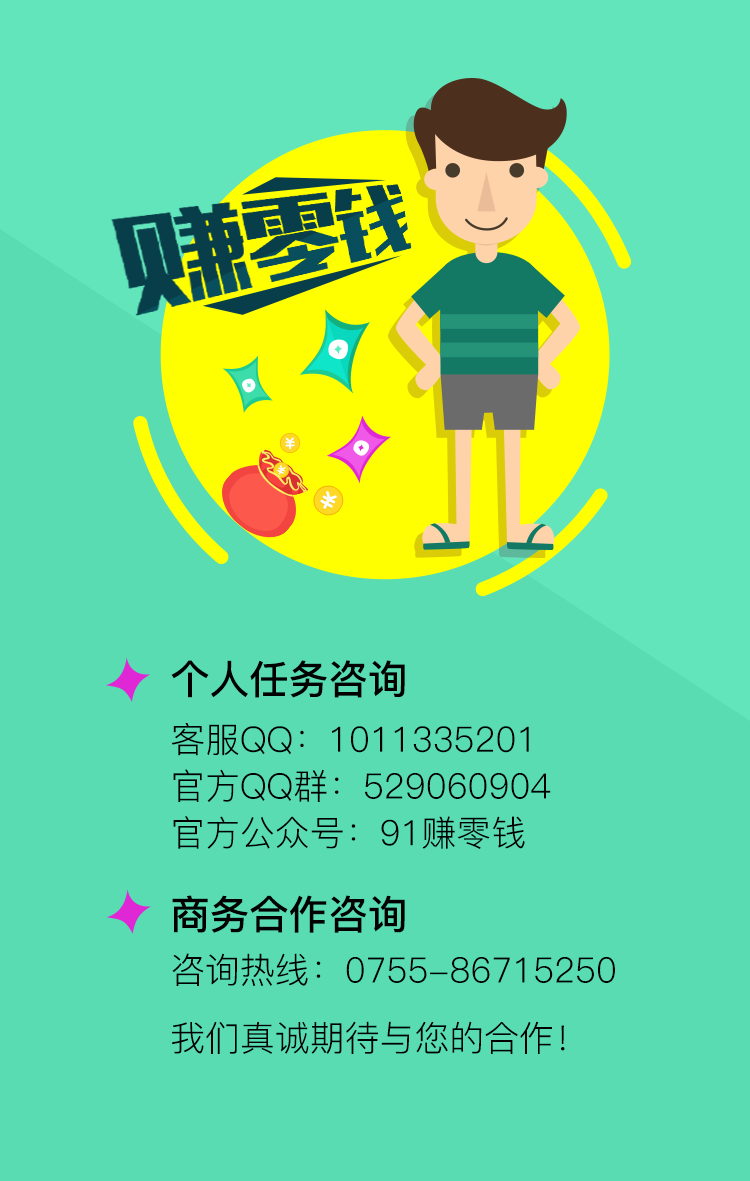 赚零钱
个人任务咨询
客服QQ：1011335201
官方QQ群：529060904
官方公众号：91赚零钱
商务合作咨询
咨询热线：0755-86715250
我们真诚期待与您的合作！